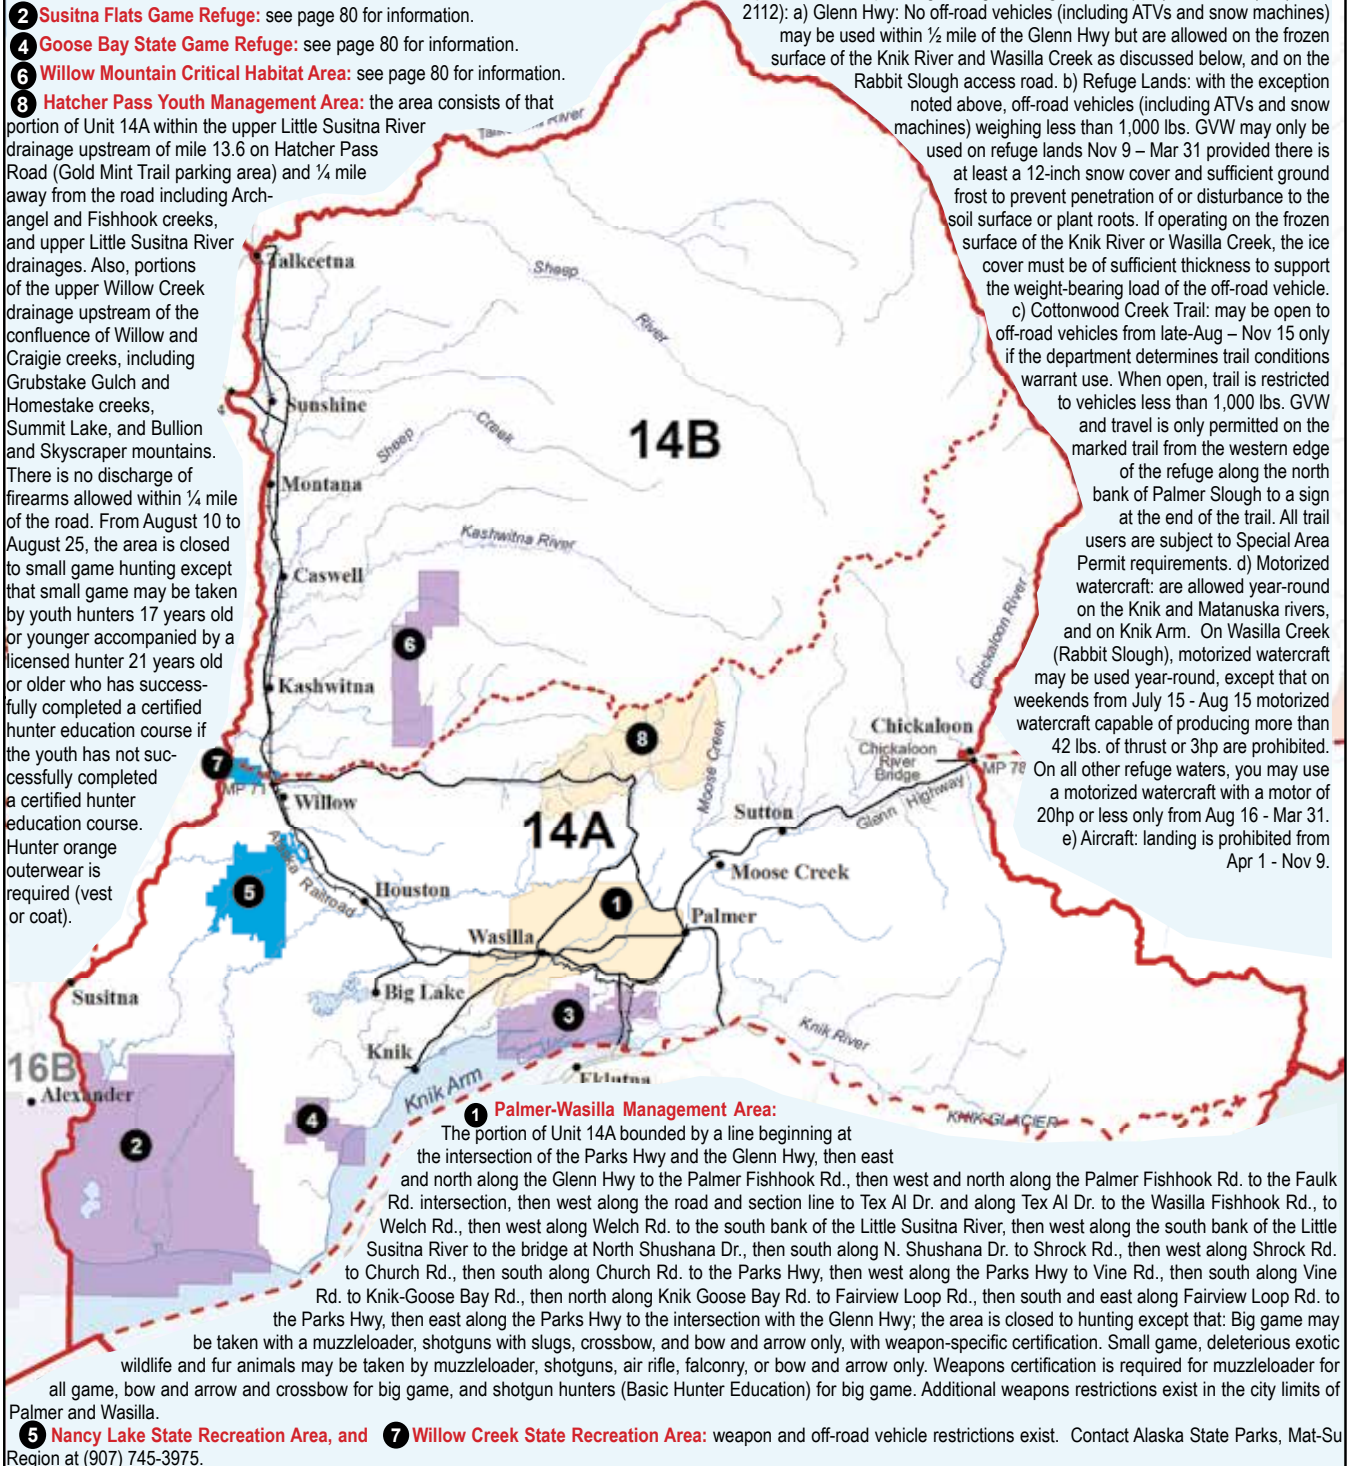 2 Susitna Flats Game Refuge: see page 80 for information.
4 Goose Bay State Game Refuge: see page 80 for information.
6 Willow Mountain Critical Habitat Area: see page 80 for information.
8 Hatcher Pass Youth Management Area: the area consists of that
portion of Unit 14A within the upper Little Susitna River
drainage upstream of mile 13.6 on Hatcher Pass
Road (Gold Mint Trail parking area) and ¼ mile
away from the road including Arch-
angel and Fishhook creeks,
and upper Little Susitna River
drainages. Also, portions
of the upper Willow Creek
drainage upstream of the
confluence of Willow and
Craigie creeks, including
Grubstake Gulch and
Homestake creeks,
Summit Lake, and Bullion
and Skyscraper mountains.
There is no discharge of
firearms allowed within ¼ mile
of the road. From August 10 to
August 25, the area is closed
to small game hunting except
that small game may be taken
by youth hunters 17 years old
or younger accompanied by a
licensed hunter 21 years old
or older who has success-
fully completed a certified
hunter education course if
the youth has not suc-
cessfully completed
a certified hunter
education course.
Hunter orange
outerwear is
required (vest
or coat).
2112): a) Glenn Hwy: No off-road vehicles (including ATVs and snow machines)
may be used within ½ mile of the Glenn Hwy but are allowed on the frozen
surface of the Knik River and Wasilla Creek as discussed below, and on the
Rabbit Slough access road. b) Refuge Lands: with the exception
noted above, off-road vehicles (including ATVs and snow
machines) weighing less than 1,000 lbs. GVW may only be
used on refuge lands Nov 9 – Mar 31 provided there is
at least a 12-inch snow cover and sufficient ground
frost to prevent penetration of or disturbance to the
soil surface or plant roots. If operating on the frozen
surface of the Knik River or Wasilla Creek, the ice
cover must be of sufficient thickness to support
the weight-bearing load of the off-road vehicle.
c) Cottonwood Creek Trail: may be open to
off-road vehicles from late-Aug – Nov 15 only
if the department determines trail conditions
warrant use. When open, trail is restricted
to vehicles less than 1,000 lbs. GVW
and travel is only permitted on the
marked trail from the western edge
of the refuge along the north
bank of Palmer Slough to a sign
at the end of the trail. All trail
users are subject to Special Area
Permit requirements. d) Motorized
watercraft: are allowed year-round
on the Knik and Matanuska rivers,
and on Knik Arm. On Wasilla Creek
(Rabbit Slough), motorized watercraft
may be used year-round, except that on
weekends from July 15 - Aug 15 motorized
watercraft capable of producing more than
42 lbs. of thrust or 3hp are prohibited.
On all other refuge waters, you may use
a motorized watercraft with a motor of
20hp or less only from Aug 16 - Mar 31.
e) Aircraft: landing is prohibited from
Apr 1 - Nov 9.
River
Talkeetna
Sheep
River
Sunshine
4
Sheep
Creek
14B
Montana
Kashwitna River
Caswell
6
Chickaloon River
Kashwitna
8
Moose Creek
Chickaloon
Chickaloon
River
Bridge
MP 78
7
MP 71
Willow
14A
Sutton
Glenn Highway
Alaska Railroad
Moose Creek
5
Houston
1
Palmer
Wasilla
Susitna
Big Lake
3
Knik River
Knik
16B
Alexander
Eklutna
Knik Arm
KNIK GLACIER
4
2
1 Palmer-Wasilla Management Area:
The portion of Unit 14A bounded by a line beginning at
the intersection of the Parks Hwy and the Glenn Hwy, then east
and north along the Glenn Hwy to the Palmer Fishhook Rd., then west and north along the Palmer Fishhook Rd. to the Faulk
Rd. intersection, then west along the road and section line to Tex Al Dr. and along Tex Al Dr. to the Wasilla Fishhook Rd., to
Welch Rd., then west along Welch Rd. to the south bank of the Little Susitna River, then west along the south bank of the Little
Susitna River to the bridge at North Shushana Dr., then south along N. Shushana Dr. to Shrock Rd., then west along Shrock Rd.
to Church Rd., then south along Church Rd. to the Parks Hwy, then west along the Parks Hwy to Vine Rd., then south along Vine
Rd. to Knik-Goose Bay Rd., then north along Knik Goose Bay Rd. to Fairview Loop Rd., then south and east along Fairview Loop Rd. to
the Parks Hwy, then east along the Parks Hwy to the intersection with the Glenn Hwy; the area is closed to hunting except that: Big game may
be taken with a muzzleloader, shotguns with slugs, crossbow, and bow and arrow only, with weapon-specific certification. Small game, deleterious exotic
wildlife and fur animals may be taken by muzzleloader, shotguns, air rifle, falconry, or bow and arrow only. Weapons certification is required for muzzleloader for
all game, bow and arrow and crossbow for big game, and shotgun hunters (Basic Hunter Education) for big game. Additional weapons restrictions exist in the city limits of
Palmer and Wasilla.
5 Nancy Lake State Recreation Area, and 7 Willow Creek State Recreation Area: weapon and off-road vehicle restrictions exist. Contact Alaska State Parks, Mat-Su
Region at (907) 745-3975.